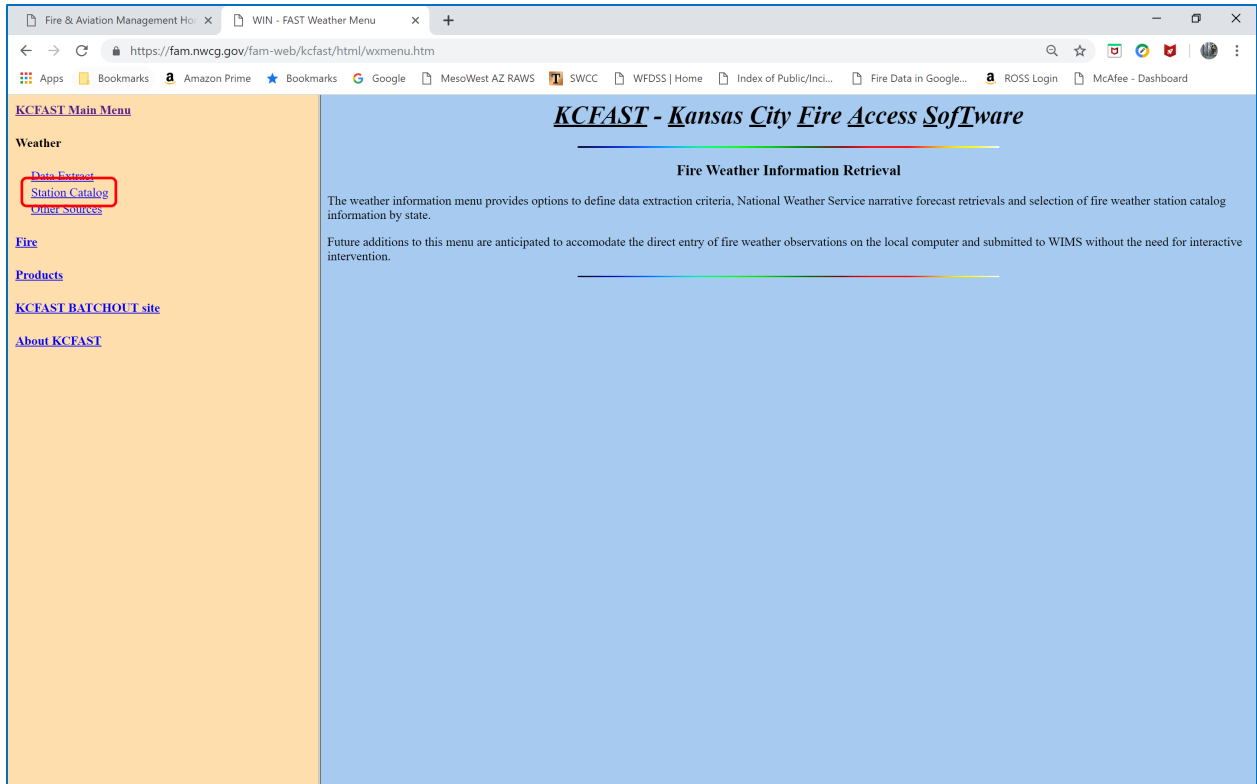 Fire & Aviation Management Ho
WIN - FAST Weather Menu
https://fam.nwcg.gov/fam-web/kcfast/html/wxmenu.htm
Apps Bookmarks Amazon Prime Bookmarks Google MesoWest AZ RAWS SWCC WFDSS | Home Index of Public/Inci... Fire Data in Google... ROSS Login McAfee - Dashboard
KCFAST Main Menu
Weather
Data Extract
Station Catalog
Other Sources
Fire
Products
KCFAST BATCHOUT site
About KCFAST
KCFAST - Kansas City Fire Access SofTware
Fire Weather Information Retrieval
The weather information menu provides options to define data extraction criteria, National Weather Service narrative forecast retrievals and selection of fire weather station catalog
information by state.
Future additions to this menu are anticipated to accomodate the direct entry of fire weather observations on the local computer and submitted to WIMS without the need for interactive
intervention.